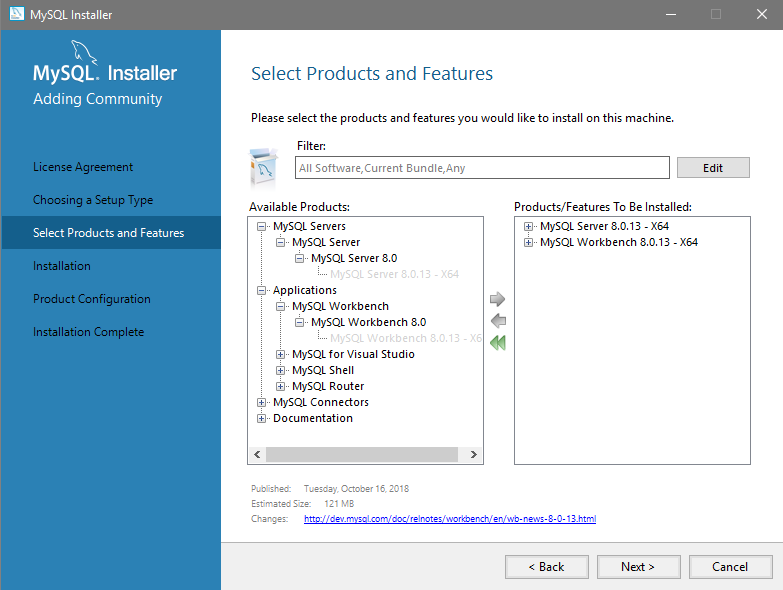 MySQL Installer
MySQL. Installer
Adding Community
License Agreement
Choosing a Setup Type
Select Products and Features
Installation
Product Configuration
Installation Complete
Select Products and Features
Please select the products and features you would like to install on this machine.
Filter:
All Software,Current Bundle,Any
Edit
Available Products:
MySQL Servers
MySQL Server
MySQL Server 8.0
MySQL Server 8.0.13 - X64
Applications
MySQL Workbench
MySQL Workbench 8.0
MySQL Workbench 8.0.13 - X6
MySQL for Visual Studio
MySQL Shell
MySQL Router
MySQL Connectors
Documentation
Products/Features To Be Installed:
MySQL Server 8.0.13 - X64
MySQL Workbench 8.0.13 - X64
Published: Tuesday, October 16, 2018
Estimated Size: 121 MB
Changes: http://dev.mysql.com/doc/relnotes/workbench/en/wb-news-8-0-13.html
< Back
Next >
Cancel